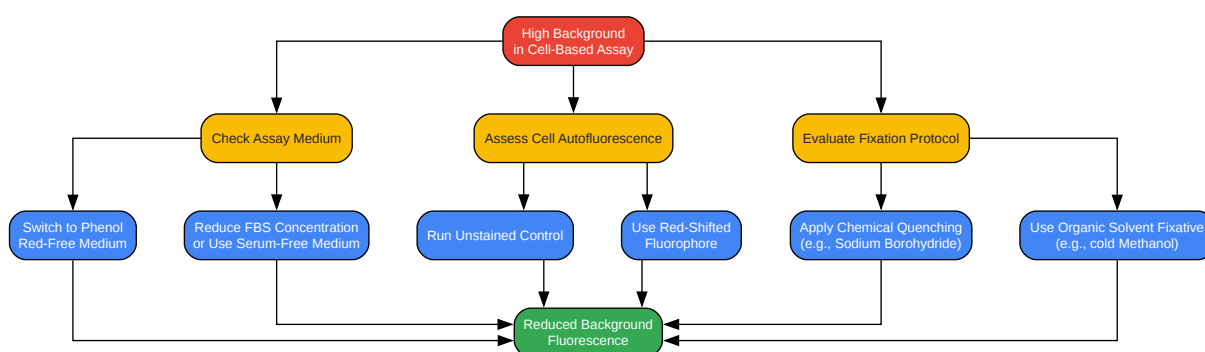 High Background
in Cell-Based Assay
Check Assay Medium
Assess Cell Autofluorescence
Evaluate Fixation Protocol
Switch to Phenol
Red-Free Medium
Reduce FBS Concentration
or Use Serum-Free Medium
Run Unstained Control
Use Red-Shifted
Fluorophore
Apply Chemical Quenching
(e.g., Sodium Borohydride)
Use Organic Solvent Fixative
(e.g., cold Methanol)
Reduced Background
Fluorescence